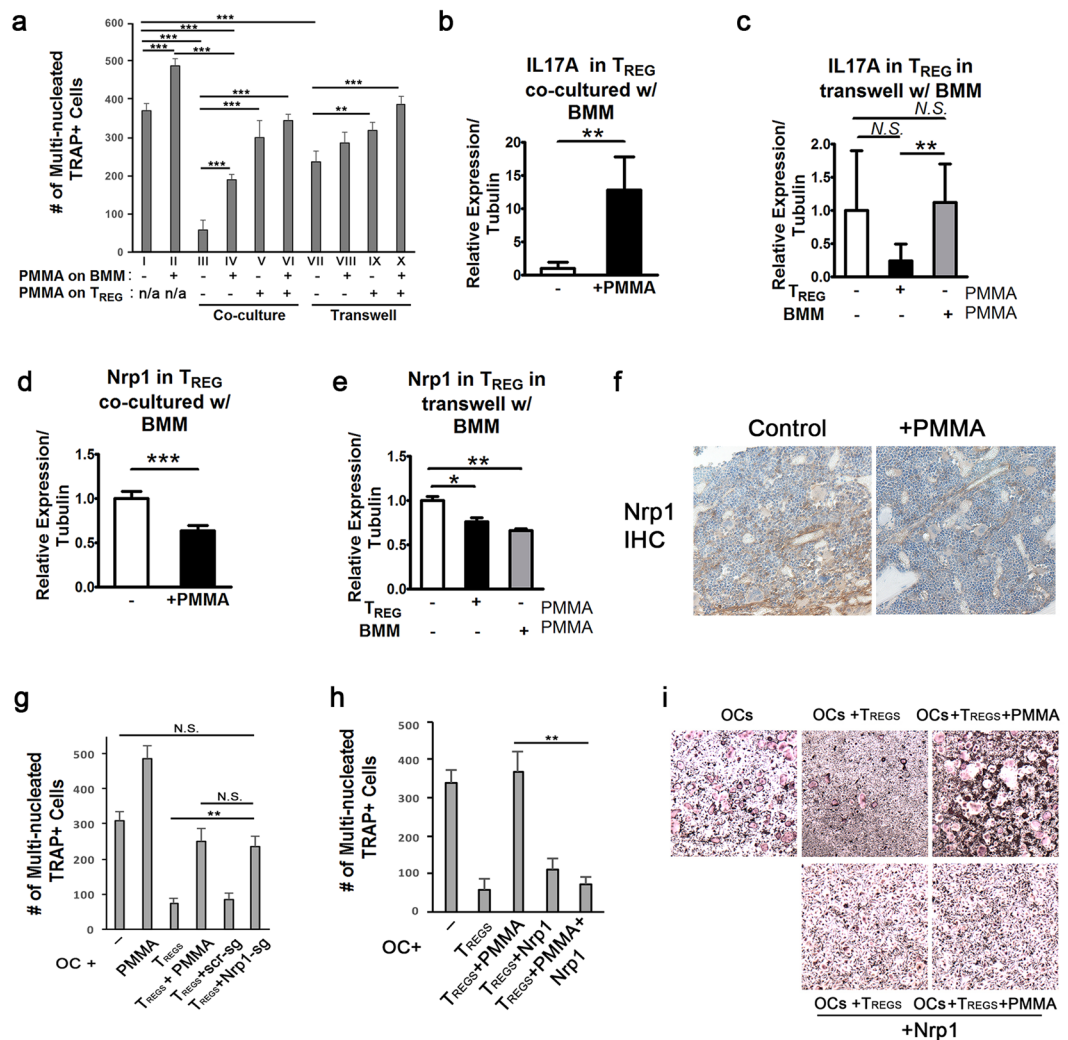 a
# of Multi-nucleated
TRAP+ Cells
600
500
400
300
200
100
0
***
***
***
***
***
***
***
***
***
**
I II III IV V VI VII VIII IX X
PMMA on BMM : - + - + - + - + - +
PMMA on TREG : n/a n/a - - + + - - + +
Co-culture Transwell
b
IL17A in TREG
co-cultured w/
BMM
Relative Expression/
Tubulin
20
15
10
5
0
**
- +PMMA
c
IL17A in TREG in
transwell w/ BMM
Relative Expression/
Tubulin
2.0
1.5
1.0
0.5
0.0
N.S.
N.S.
**
TREG - + - PMMA
BMM - - + PMMA
d
Nrp1 in TREG
co-cultured w/
BMM
Relative Expression/
Tubulin
1.5
1.0
0.5
0.0
***
- +PMMA
e
Nrp1 in TREG in
transwell w/
BMM
Relative Expression/
Tubulin
1.5
1.0
0.5
0.0
**
*
TREG - + - PMMA
BMM - - + PMMA
f
Control +PMMA
Nrp1
IHC
g
# of Multi-nucleated
TRAP+ Cells
500
400
300
200
100
0
N.S.
N.S.
**
OC +
–
PMMA
TREGS
TREGS + PMMA
TREGS+scr-sg
TREGS+Nrp1-sg
h
# of Multi-nucleated
TRAP+ Cells
500
400
300
200
100
0
**
OC+
–
TREGS
TREGS+PMMA
TREGS+Nrp1
TREGS+PMMA+
Nrp1
i
OCs OCs +TREGS OCs+TREGS+PMMA
OCs +TREGS OCs+TREGS+PMMA
+Nrp1